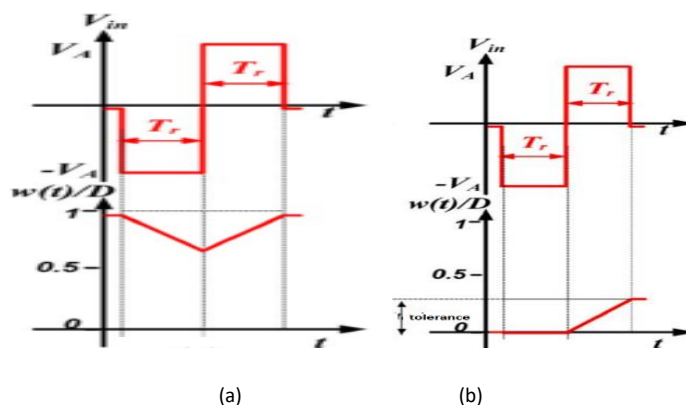 V_in
V_A
T_r
T_r
t
-V_A
w(t)/D
1
0.5
0
t
V_in
V_A
T_r
T_r
t
-V_A
w(t)/D
1
0.5
tolerance
0
t
(a)
(b)